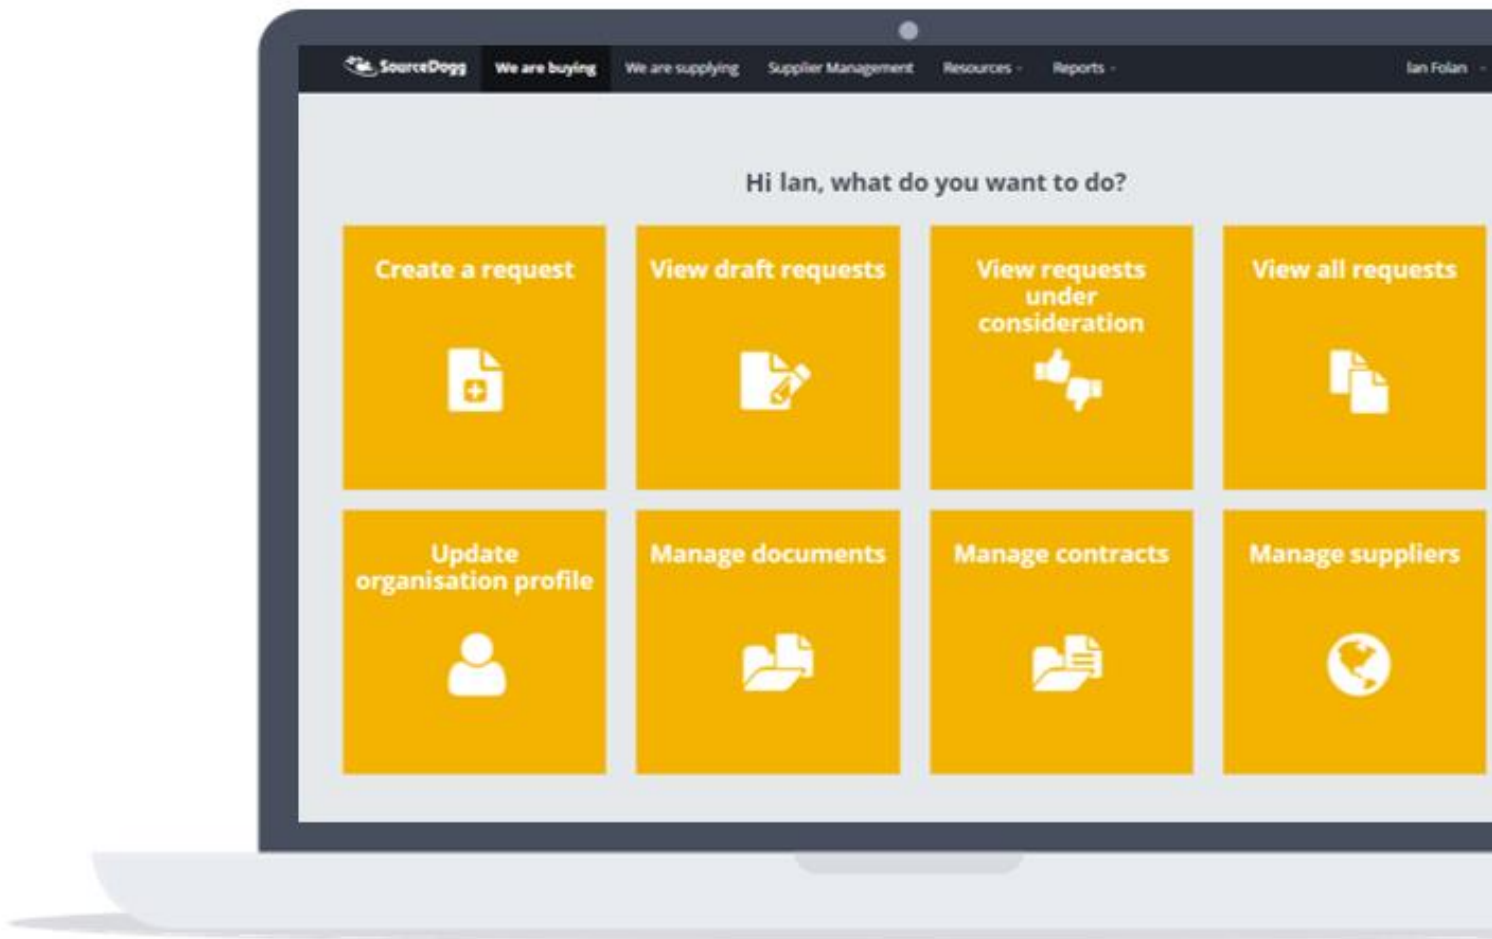 SourceDogg We are buying We are supplying Supplier Management Resources Reports Ian Folan
Hi Ian, what do you want to do?
Create a request
View draft requests
View requests
under
consideration
View all requests
Update
organisation profile
Manage documents
Manage contracts
Manage suppliers